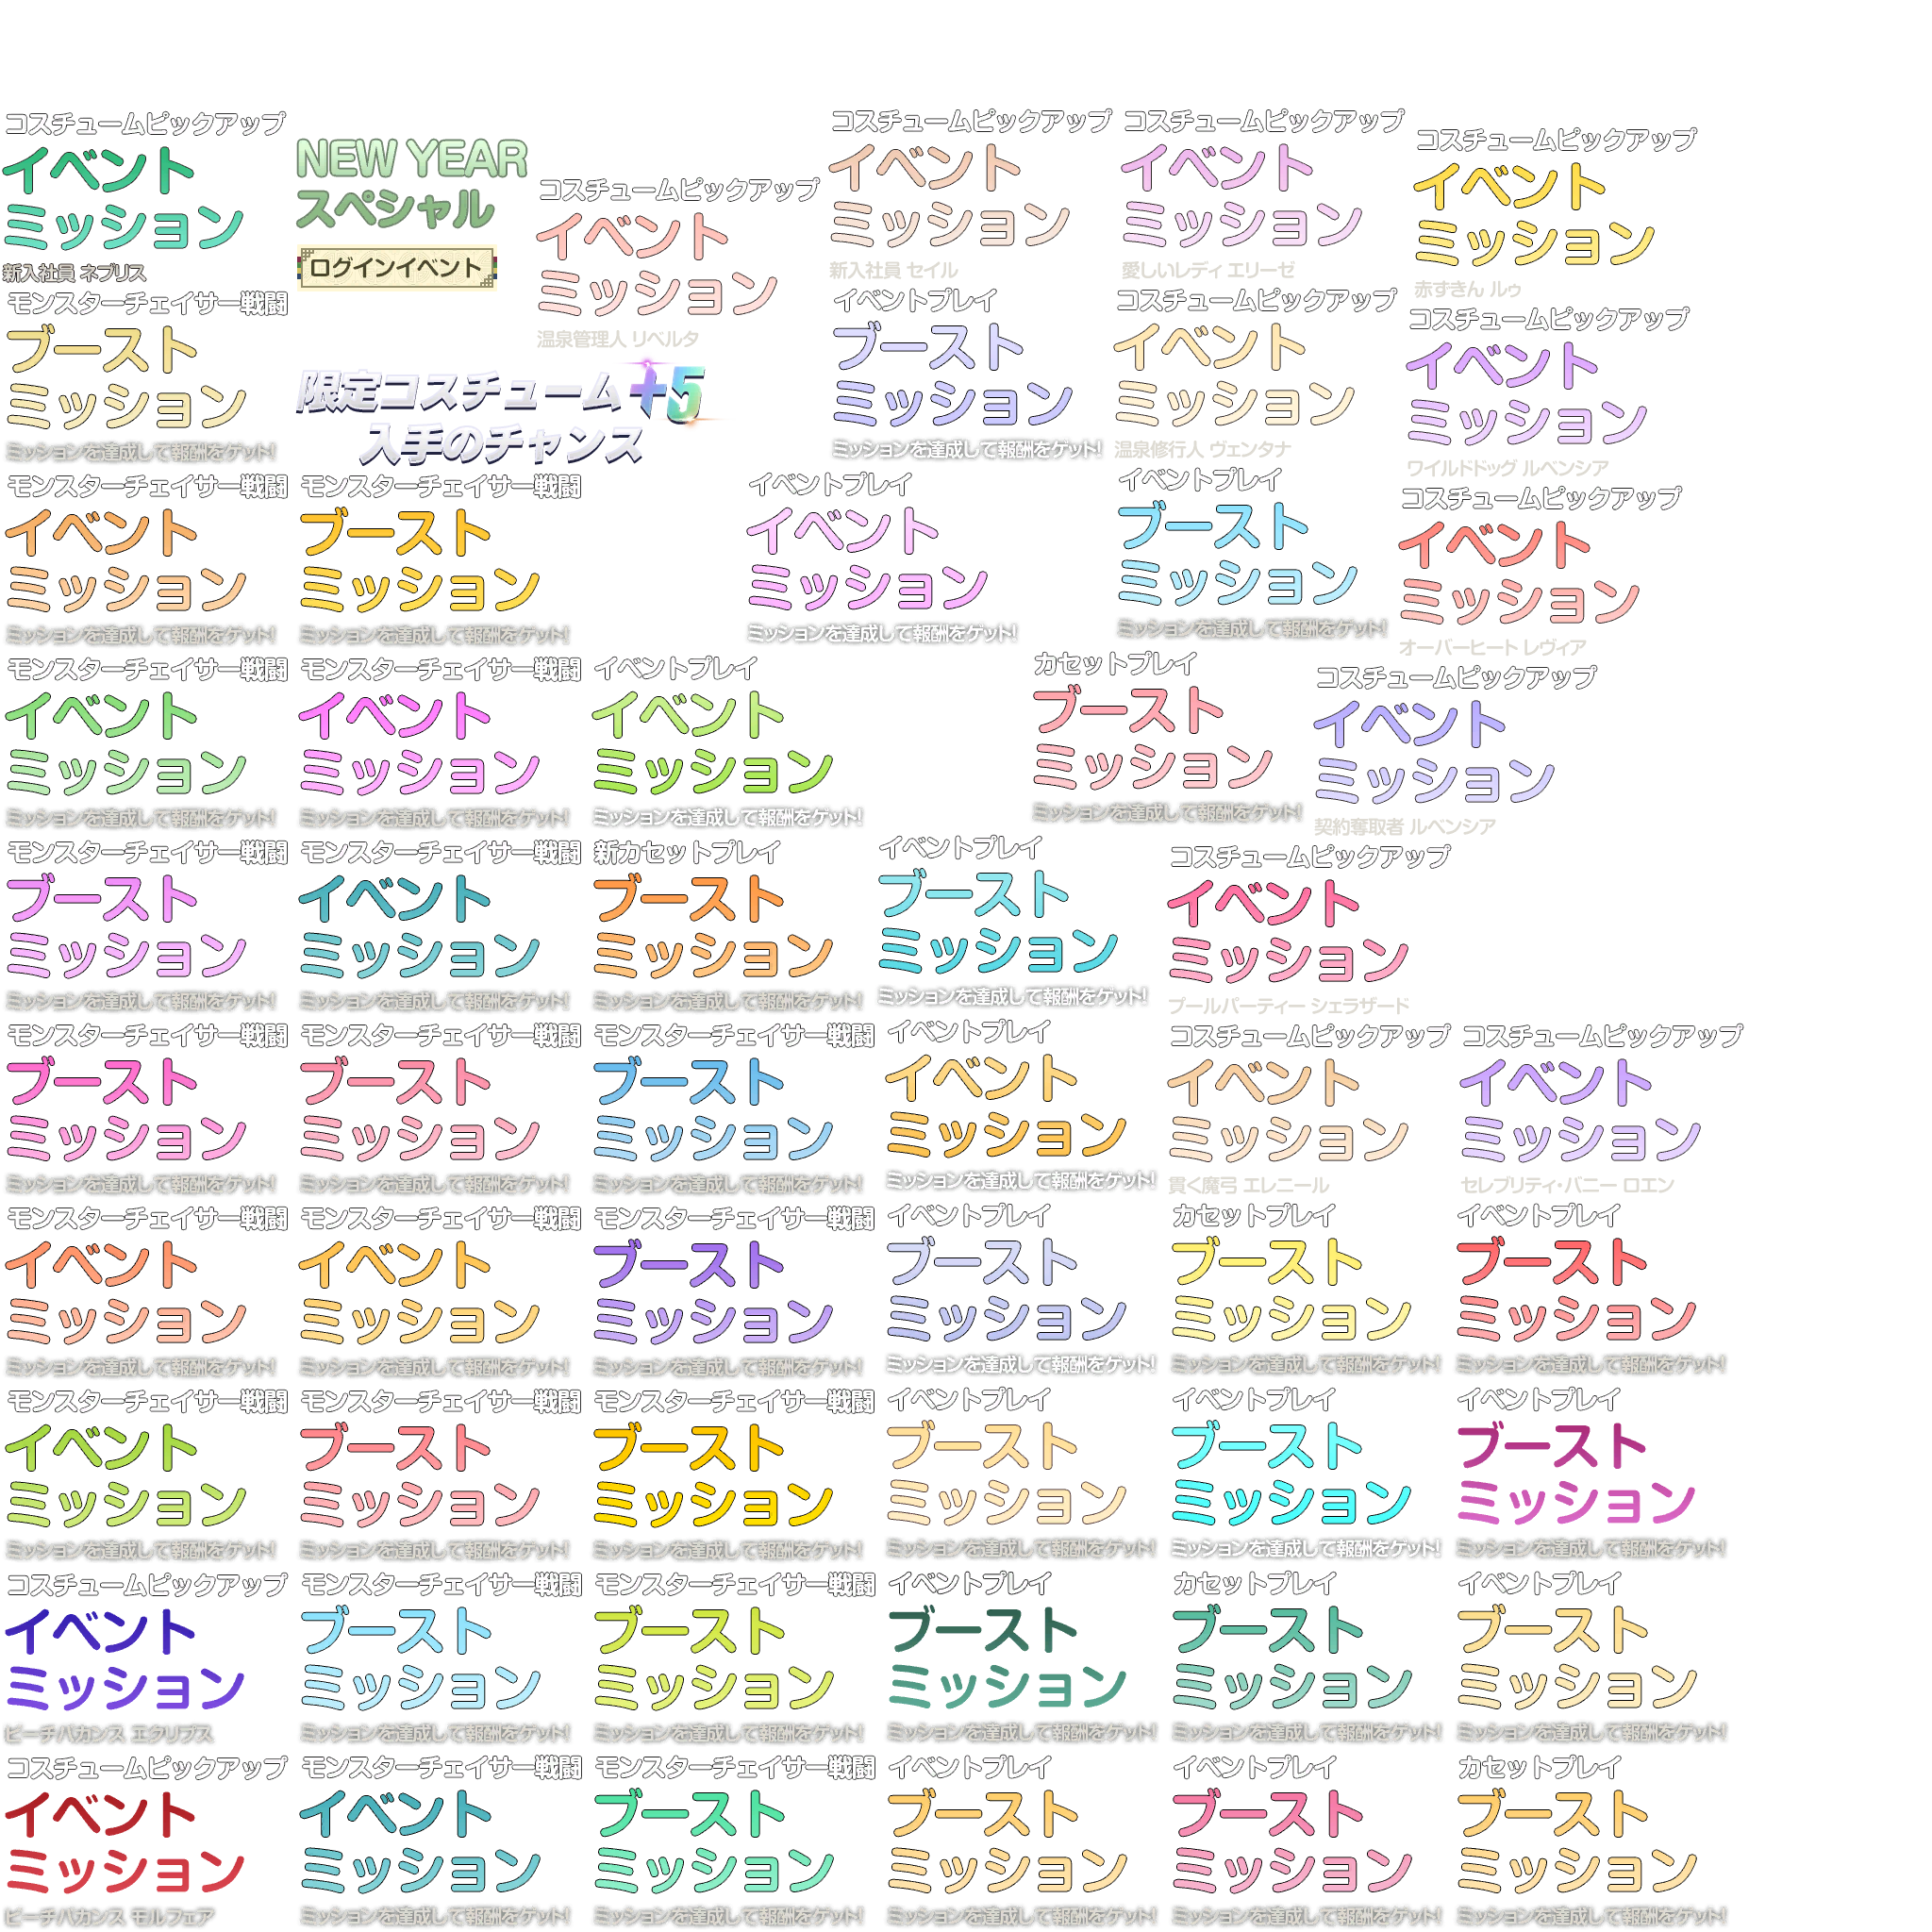 コスチュームピックアップ
イベント
ミッション
新入社員 ネブリス
NEW YEAR
スペシャル
ログインイベント
コスチュームピックアップ
イベント
ミッション
温泉管理人 リベルタ
コスチュームピックアップ
イベント
ミッション
新入社員 セイル
コスチュームピックアップ
イベント
ミッション
愛しいレディ エリーゼ
コスチュームピックアップ
イベント
ミッション
赤ずきん ルゥ
モンスターチェイサー戦闘
ブースト
ミッション
ミッションを達成して報酬をゲット!
限定コスチューム+5
入手のチャンス
イベントプレイ
ブースト
ミッション
ミッションを達成して報酬をゲット!
コスチュームピックアップ
イベント
ミッション
温泉修行人 ヴェンタナ
コスチュームピックアップ
イベント
ミッション
ワイルドドッグ ルベンシア
モンスターチェイサー戦闘
イベント
ミッション
ミッションを達成して報酬をゲット!
モンスターチェイサー戦闘
ブースト
ミッション
ミッションを達成して報酬をゲット!
イベントプレイ
イベント
ミッション
ミッションを達成して報酬をゲット!
イベントプレイ
ブースト
ミッション
ミッションを達成して報酬をゲット!
コスチュームピックアップ
イベント
ミッション
オーバーヒート レヴィア
モンスターチェイサー戦闘
イベント
ミッション
ミッションを達成して報酬をゲット!
モンスターチェイサー戦闘
イベント
ミッション
ミッションを達成して報酬をゲット!
イベントプレイ
イベント
ミッション
ミッションを達成して報酬をゲット!
カセットプレイ
ブースト
ミッション
ミッションを達成して報酬をゲット!
コスチュームピックアップ
イベント
ミッション
契約奪取者 ルベンシア
モンスターチェイサー戦闘
ブースト
ミッション
ミッションを達成して報酬をゲット!
モンスターチェイサー戦闘
イベント
ミッション
ミッションを達成して報酬をゲット!
新カセットプレイ
ブースト
ミッション
ミッションを達成して報酬をゲット!
イベントプレイ
ブースト
ミッション
ミッションを達成して報酬をゲット!
コスチュームピックアップ
イベント
ミッション
プールパーティー シェラザード
モンスターチェイサー戦闘
ブースト
ミッション
ミッションを達成して報酬をゲット!
モンスターチェイサー戦闘
ブースト
ミッション
ミッションを達成して報酬をゲット!
モンスターチェイサー戦闘
ブースト
ミッション
ミッションを達成して報酬をゲット!
イベントプレイ
イベント
ミッション
ミッションを達成して報酬をゲット!
コスチュームピックアップ
イベント
ミッション
貫く魔弓 エレニール
コスチュームピックアップ
イベント
ミッション
セレブリティ・バニー ロエン
モンスターチェイサー戦闘
イベント
ミッション
ミッションを達成して報酬をゲット!
モンスターチェイサー戦闘
イベント
ミッション
ミッションを達成して報酬をゲット!
モンスターチェイサー戦闘
ブースト
ミッション
ミッションを達成して報酬をゲット!
イベントプレイ
ブースト
ミッション
ミッションを達成して報酬をゲット!
カセットプレイ
ブースト
ミッション
ミッションを達成して報酬をゲット!
イベントプレイ
ブースト
ミッション
ミッションを達成して報酬をゲット!
モンスターチェイサー戦闘
イベント
ミッション
ミッションを達成して報酬をゲット!
モンスターチェイサー戦闘
ブースト
ミッション
ミッションを達成して報酬をゲット!
モンスターチェイサー戦闘
ブースト
ミッション
ミッションを達成して報酬をゲット!
イベントプレイ
ブースト
ミッション
ミッションを達成して報酬をゲット!
イベントプレイ
ブースト
ミッション
ミッションを達成して報酬をゲット!
イベントプレイ
ブースト
ミッション
ミッションを達成して報酬をゲット!
コスチュームピックアップ
イベント
ミッション
ビーチバカンス エクリプス
モンスターチェイサー戦闘
ブースト
ミッション
ミッションを達成して報酬をゲット!
モンスターチェイサー戦闘
ブースト
ミッション
ミッションを達成して報酬をゲット!
イベントプレイ
ブースト
ミッション
ミッションを達成して報酬をゲット!
カセットプレイ
ブースト
ミッション
ミッションを達成して報酬をゲット!
イベントプレイ
ブースト
ミッション
ミッションを達成して報酬をゲット!
コスチュームピックアップ
イベント
ミッション
ビーチバカンス モルフェア
モンスターチェイサー戦闘
イベント
ミッション
ミッションを達成して報酬をゲット!
モンスターチェイサー戦闘
ブースト
ミッション
ミッションを達成して報酬をゲット!
イベントプレイ
ブースト
ミッション
ミッションを達成して報酬をゲット!
イベントプレイ
ブースト
ミッション
ミッションを達成して報酬をゲット!
カセットプレイ
ブースト
ミッション
ミッションを達成して報酬をゲット!